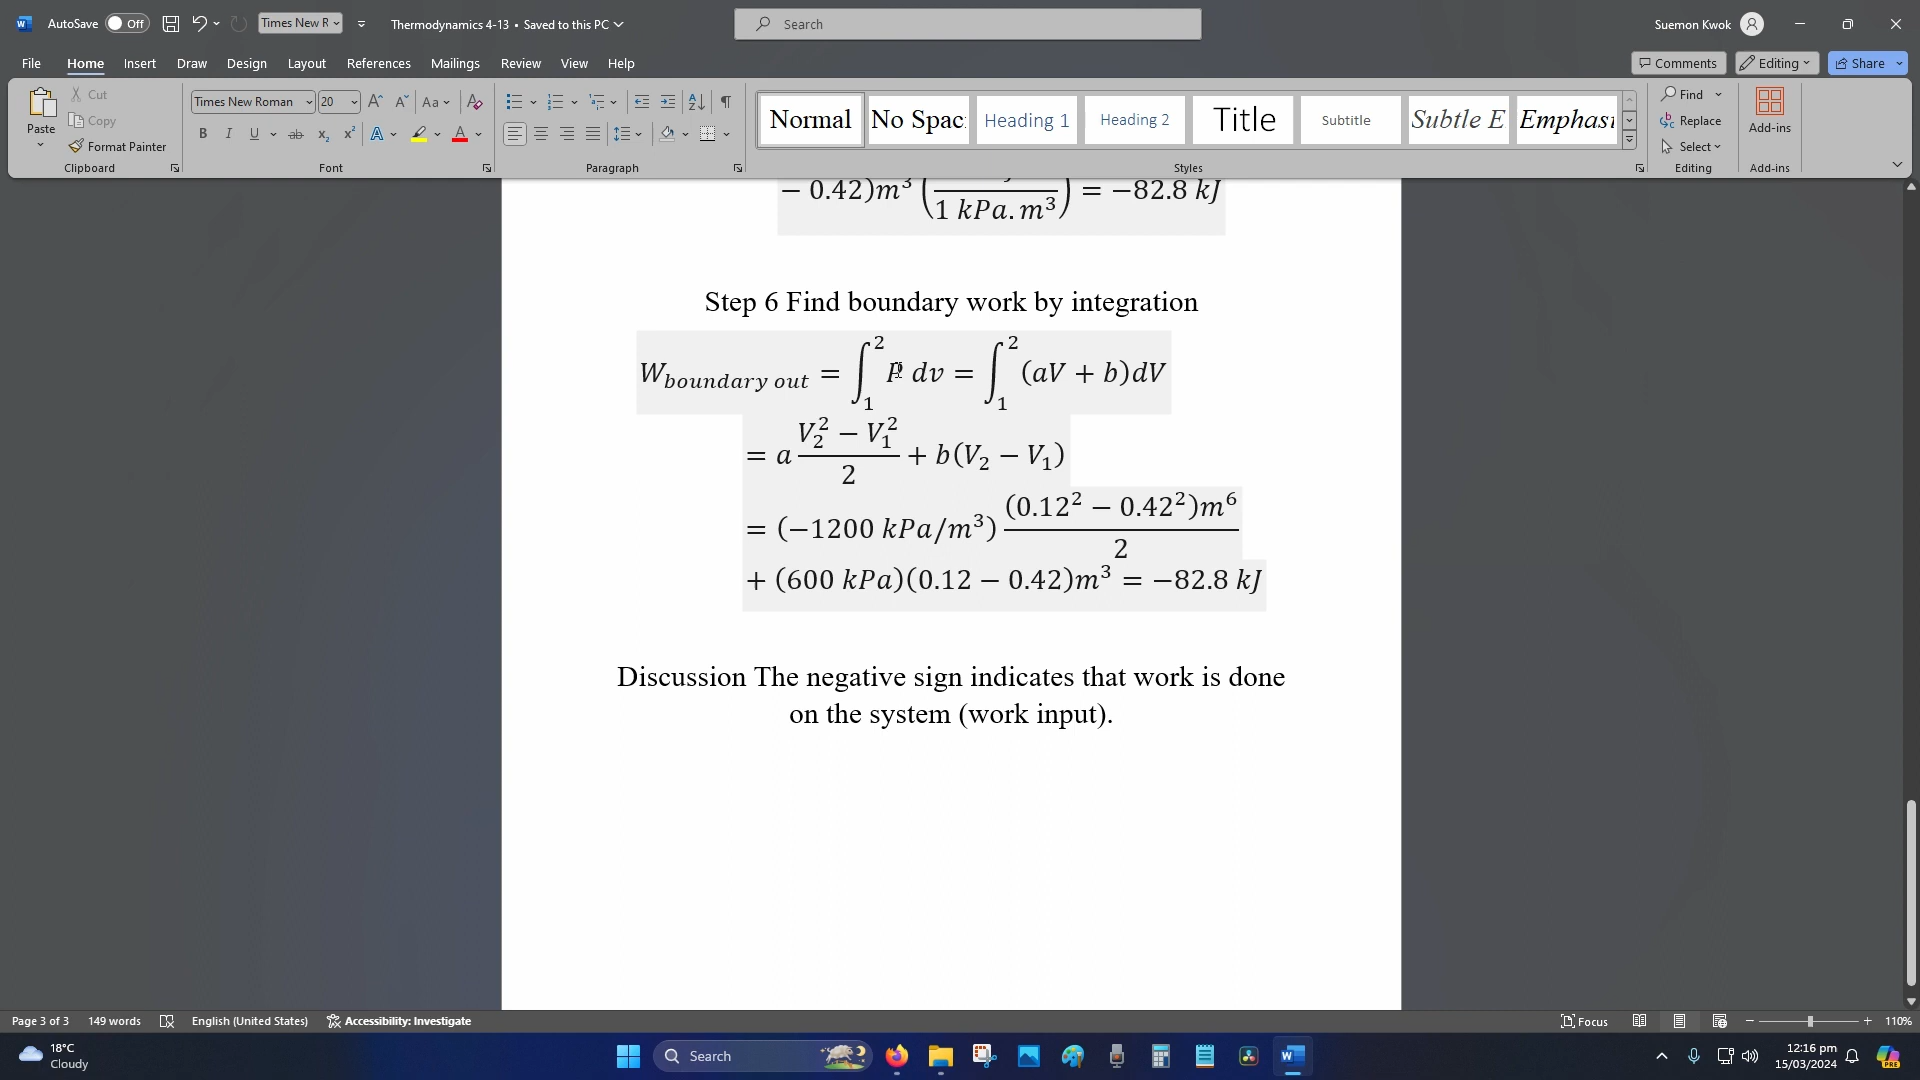 AutoSave Off Times New R Thermodynamics 4-13 • Saved to this PC Search Suemon Kwok
File Home Insert Draw Design Layout References Mailings Review View Help Comments Editing Share
Paste Cut Copy Format Painter Clipboard
Times New Roman 20 Aa B I U ab x₂ x² A A Font
Paragraph
Normal No Spac Heading 1 Heading 2 Title Subtitle Subtle E Emphasi Styles
Find Replace Select Editing
Add-ins Add-ins
− 0.42)m³ ( /1 kPa.m³) = −82.8 kJ
Step 6 Find boundary work by integration
W_boundary out = ∫₁² P dv = ∫₁² (aV + b)dV
= a (V₂² − V₁²)/2 + b(V₂ − V₁)
= (−1200 kPa/m³) (0.12² − 0.42²)m⁶/2
+ (600 kPa)(0.12 − 0.42)m³ = −82.8 kJ
Discussion The negative sign indicates that work is done
on the system (work input).
Page 3 of 3 149 words English (United States) Accessibility: Investigate Focus 110%
18°C
Cloudy
Search
12:16 pm
15/03/2024
PRE